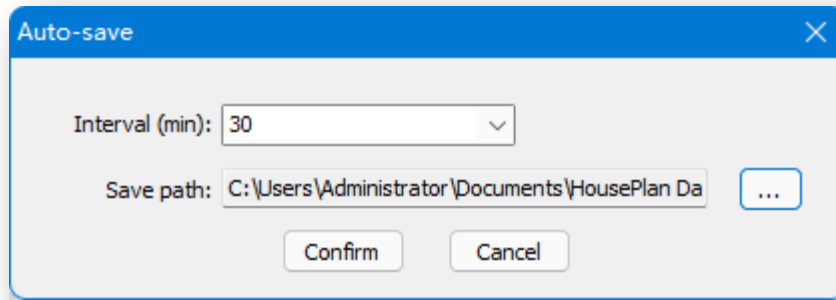 Auto-save
Interval (min): 30
Save path: C:\Users\Administrator\Documents\HousePlan Da ...
Confirm Cancel